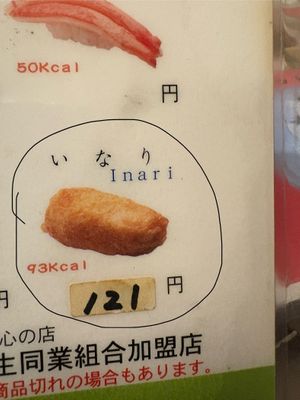 50Kcal
円
いなり
Inari
93Kcal
円
121
円
心の店
生同業組合加盟店
商品切れの場合もあります。